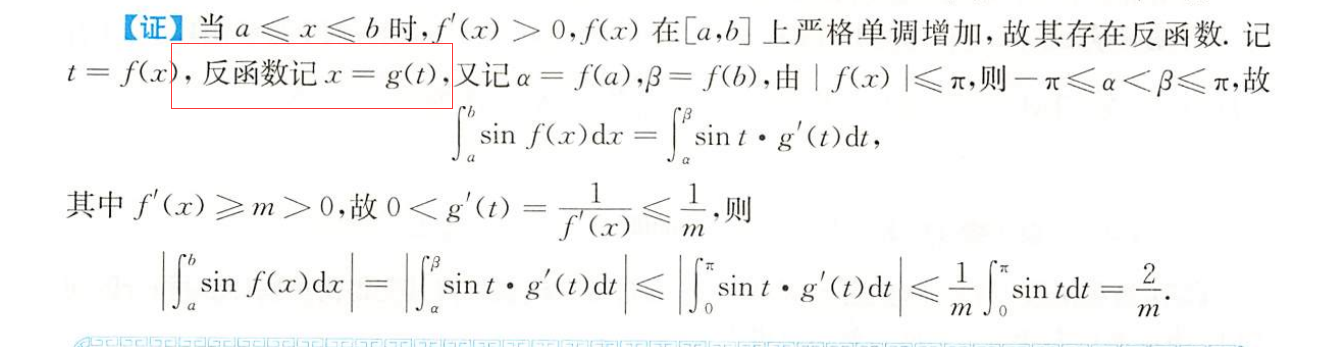 【证】当 a ⩽ x ⩽ b 时, f′(x) > 0, f(x) 在[a,b] 上严格单调增加,故其存在反函数. 记
t = f(x), 反函数记 x = g(t), 又记 α = f(a), β = f(b), 由 | f(x) |⩽ π, 则 − π ⩽ α < β ⩽ π, 故
∫_a^b sin f(x)dx = ∫_α^β sin t • g′(t)dt,
其中 f′(x) ⩾ m > 0, 故 0 < g′(t) = 1/f′(x) ⩽ 1/m, 则
|∫_a^b sin f(x)dx| = |∫_α^β sin t • g′(t)dt| ⩽ |∫_0^π sin t • g′(t)dt| ⩽ 1/m ∫_0^π sin tdt = 2/m.